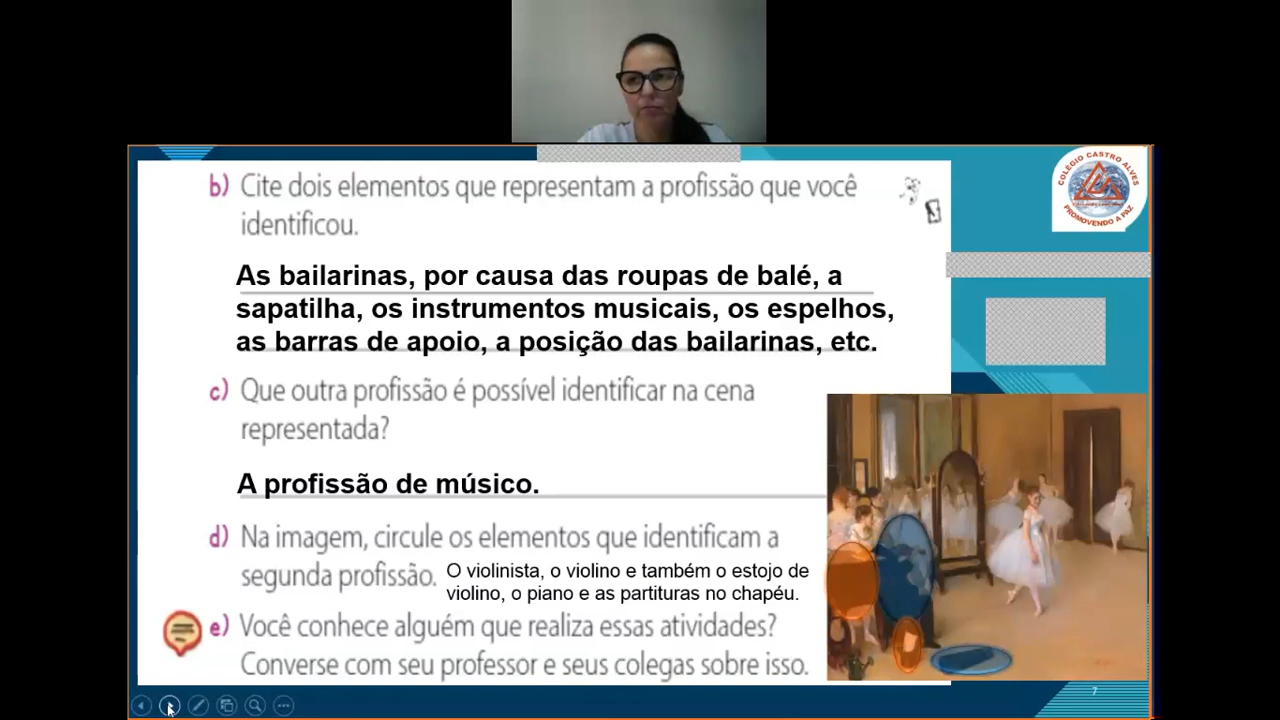 b) Cite dois elementos que representam a profissão que você
identificou.
As bailarinas, por causa das roupas de balé, a
sapatilha, os instrumentos musicais, os espelhos,
as barras de apoio, a posição das bailarinas, etc.
c) Que outra profissão é possível identificar na cena
representada?
A profissão de músico.
d) Na imagem, circule os elementos que identificam a
segunda profissão.
O violinista, o violino e também o estojo de
violino, o piano e as partituras no chapéu.
e) Você conhece alguém que realiza essas atividades?
Converse com seu professor e seus colegas sobre isso.
COLÉGIO CASTRO ALVES
PROMOVENDO A PAZ
7